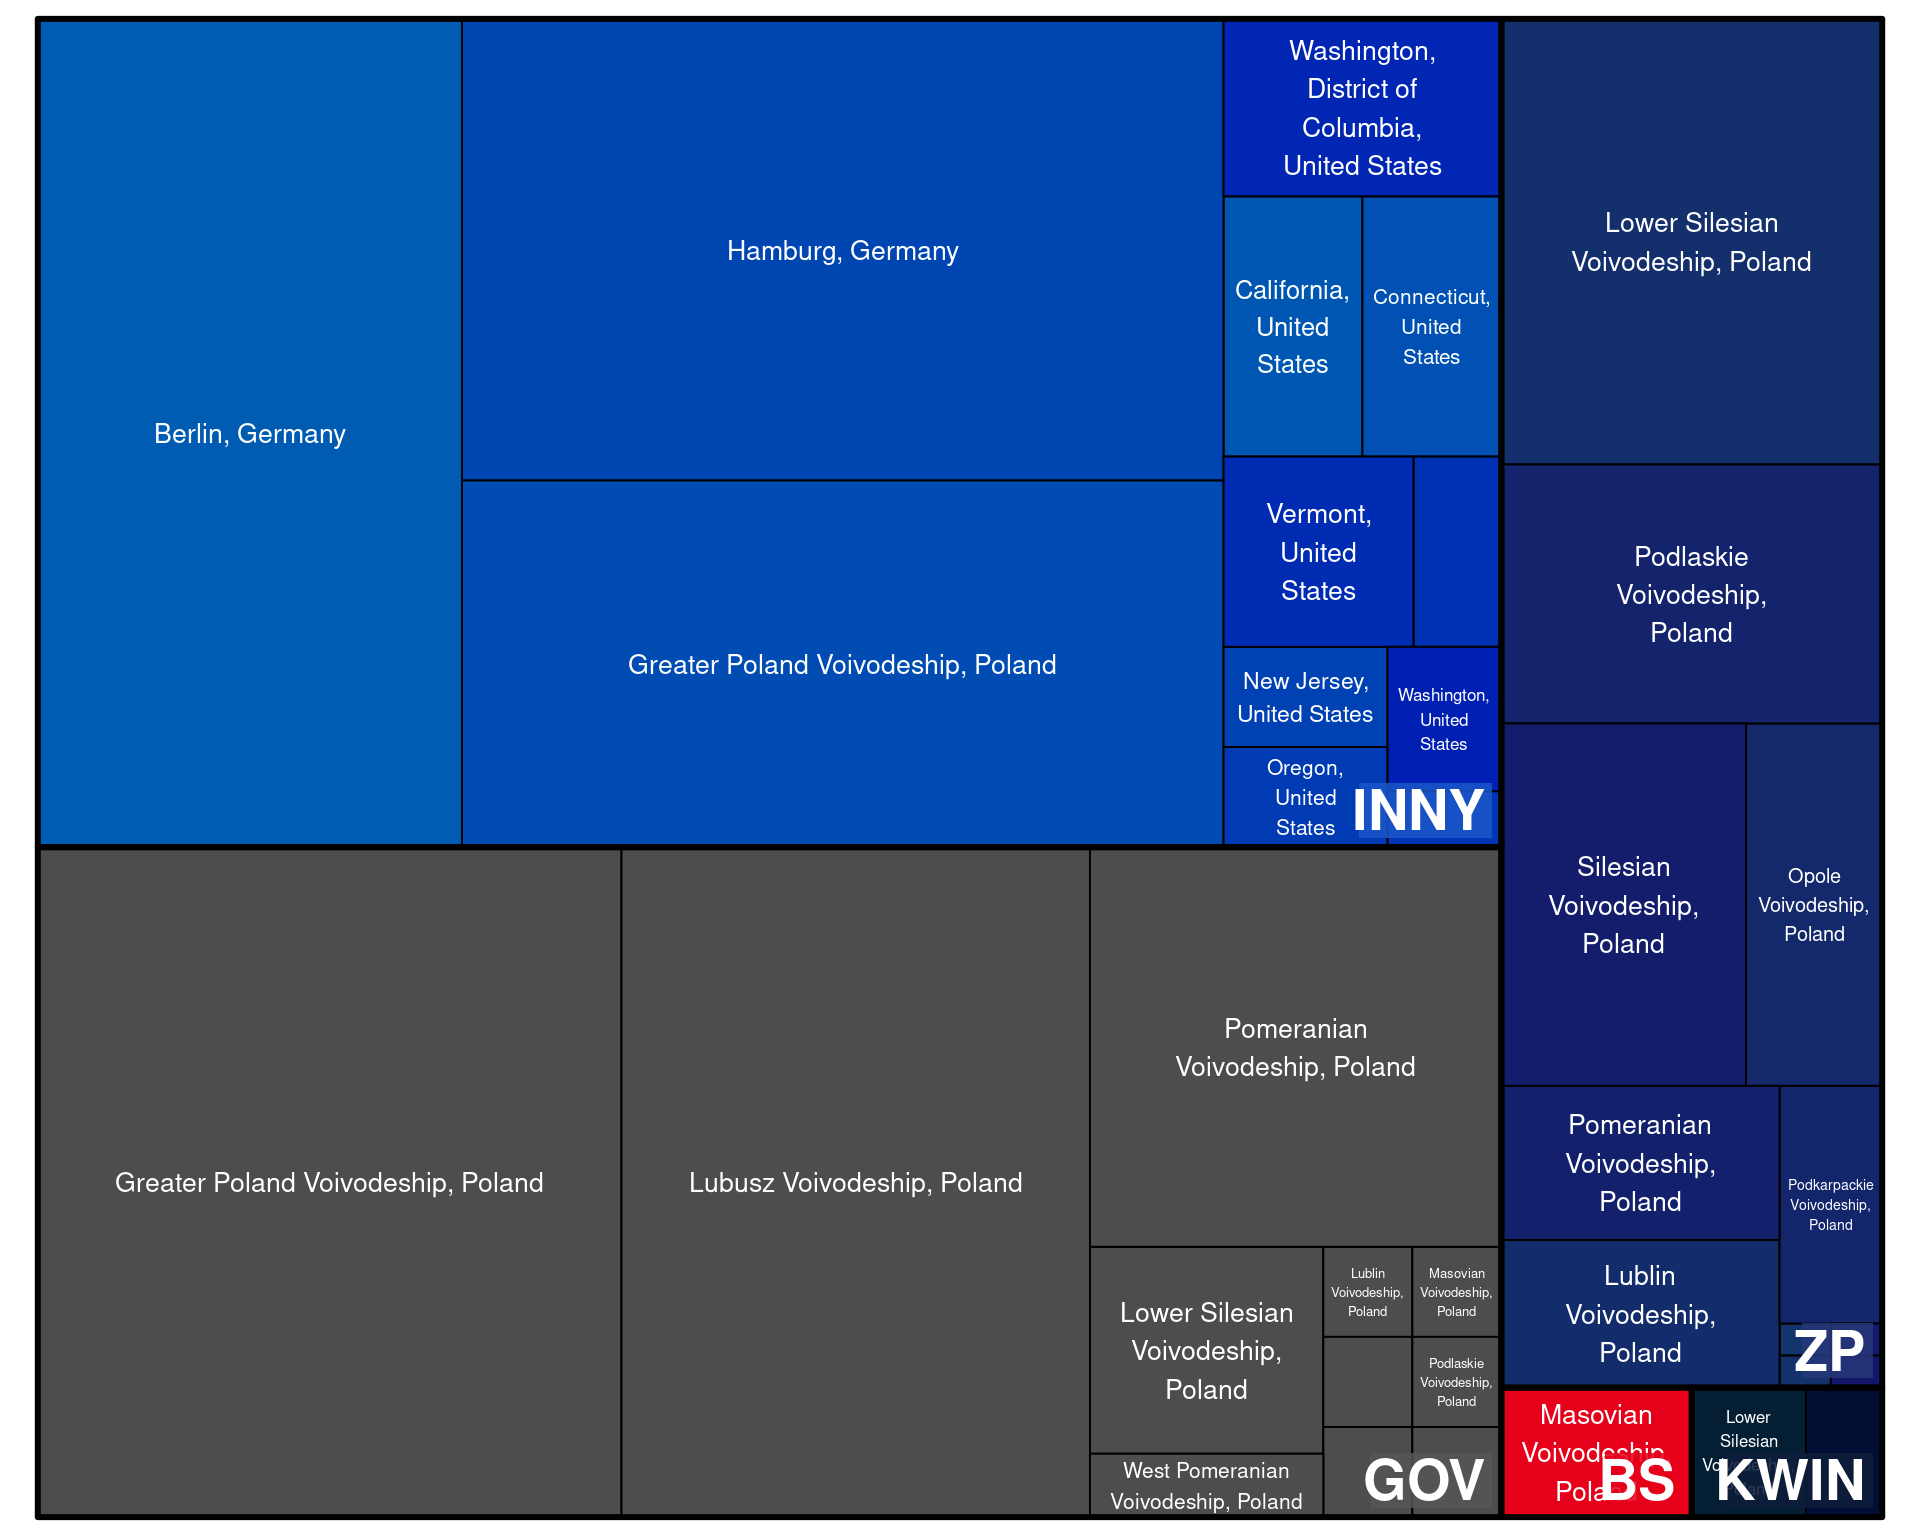 Berlin, Germany
Hamburg, Germany
Greater Poland Voivodeship, Poland
Washington,
District of
Columbia,
United States
California,
United
States
Connecticut,
United
States
Vermont,
United
States
New Jersey,
United States
Washington,
United
States
Oregon,
United
States
INNY
Lower Silesian
Voivodeship, Poland
Podlaskie
Voivodeship,
Poland
Silesian
Voivodeship,
Poland
Opole
Voivodeship,
Poland
Pomeranian
Voivodeship,
Poland
Podkarpackie
Voivodeship,
Poland
Lublin
Voivodeship,
Poland
ZP
Greater Poland Voivodeship, Poland
Lubusz Voivodeship, Poland
Pomeranian
Voivodeship, Poland
Lower Silesian
Voivodeship,
Poland
Lublin
Voivodeship,
Poland
Masovian
Voivodeship,
Poland
Podlaskie
Voivodeship,
Poland
West Pomeranian
Voivodeship, Poland
GOV
Masovian
Voivodeship,
Poland
BS
Lower
Silesian
KWIN